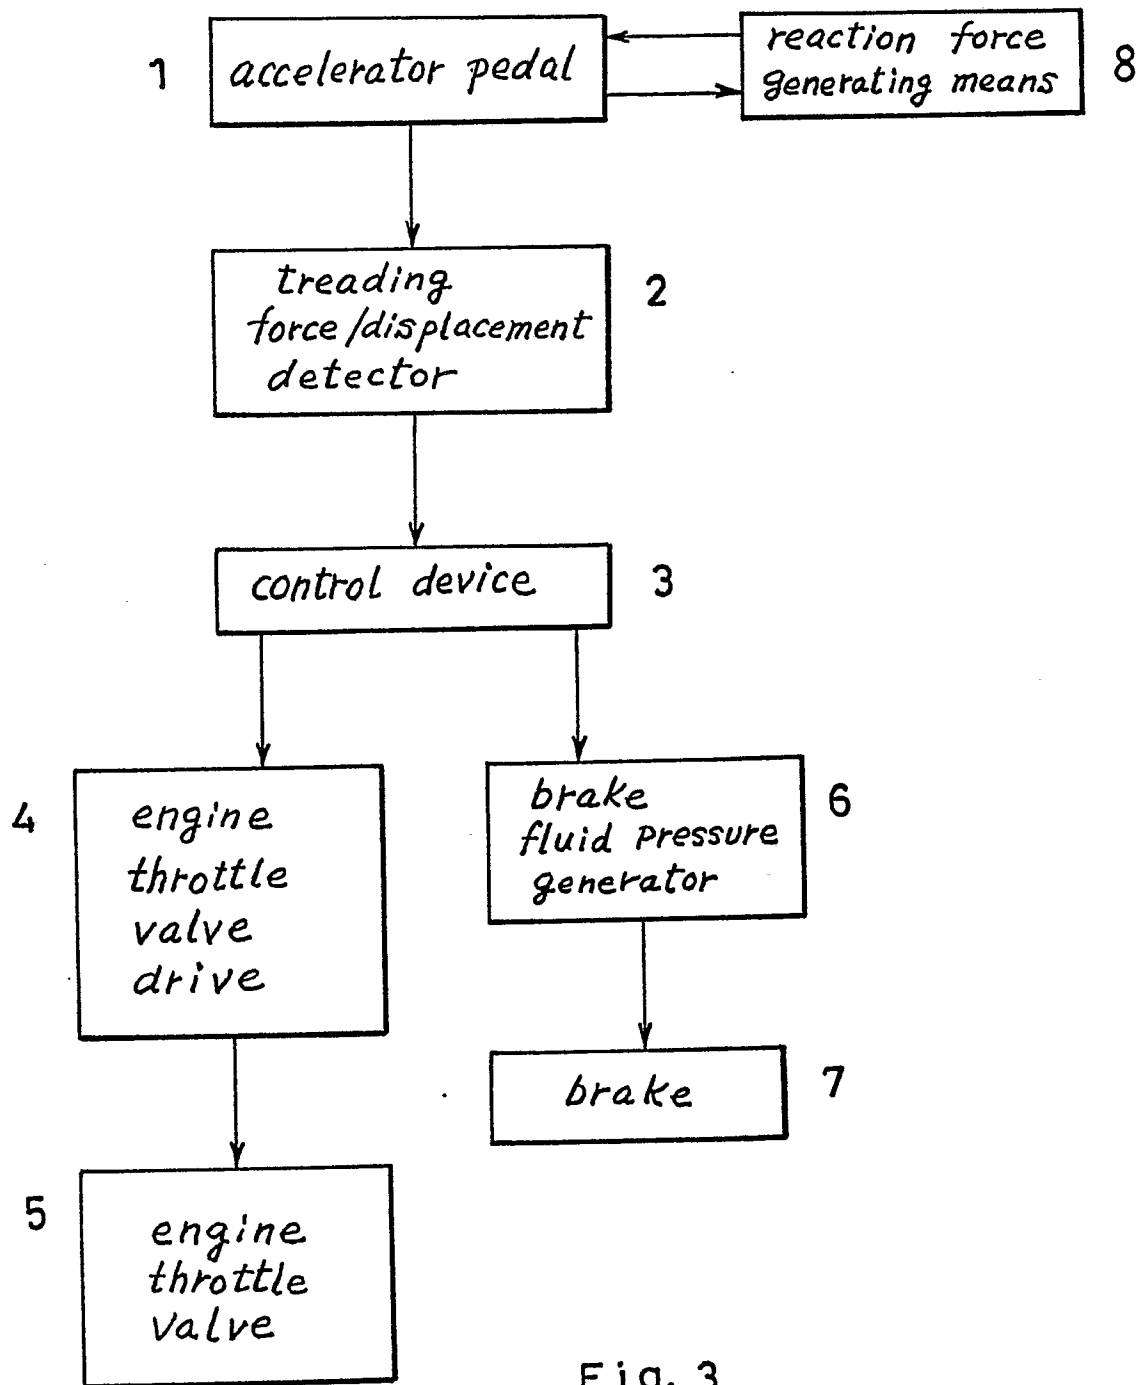 1
accelerator pedal
reaction force
generating means
8
treading
force/displacement
detector
2
control device
3
4
engine
throttle
valve
drive
brake
fluid pressure
generator
6
brake
7
5
engine
throttle
valve
Fig. 3